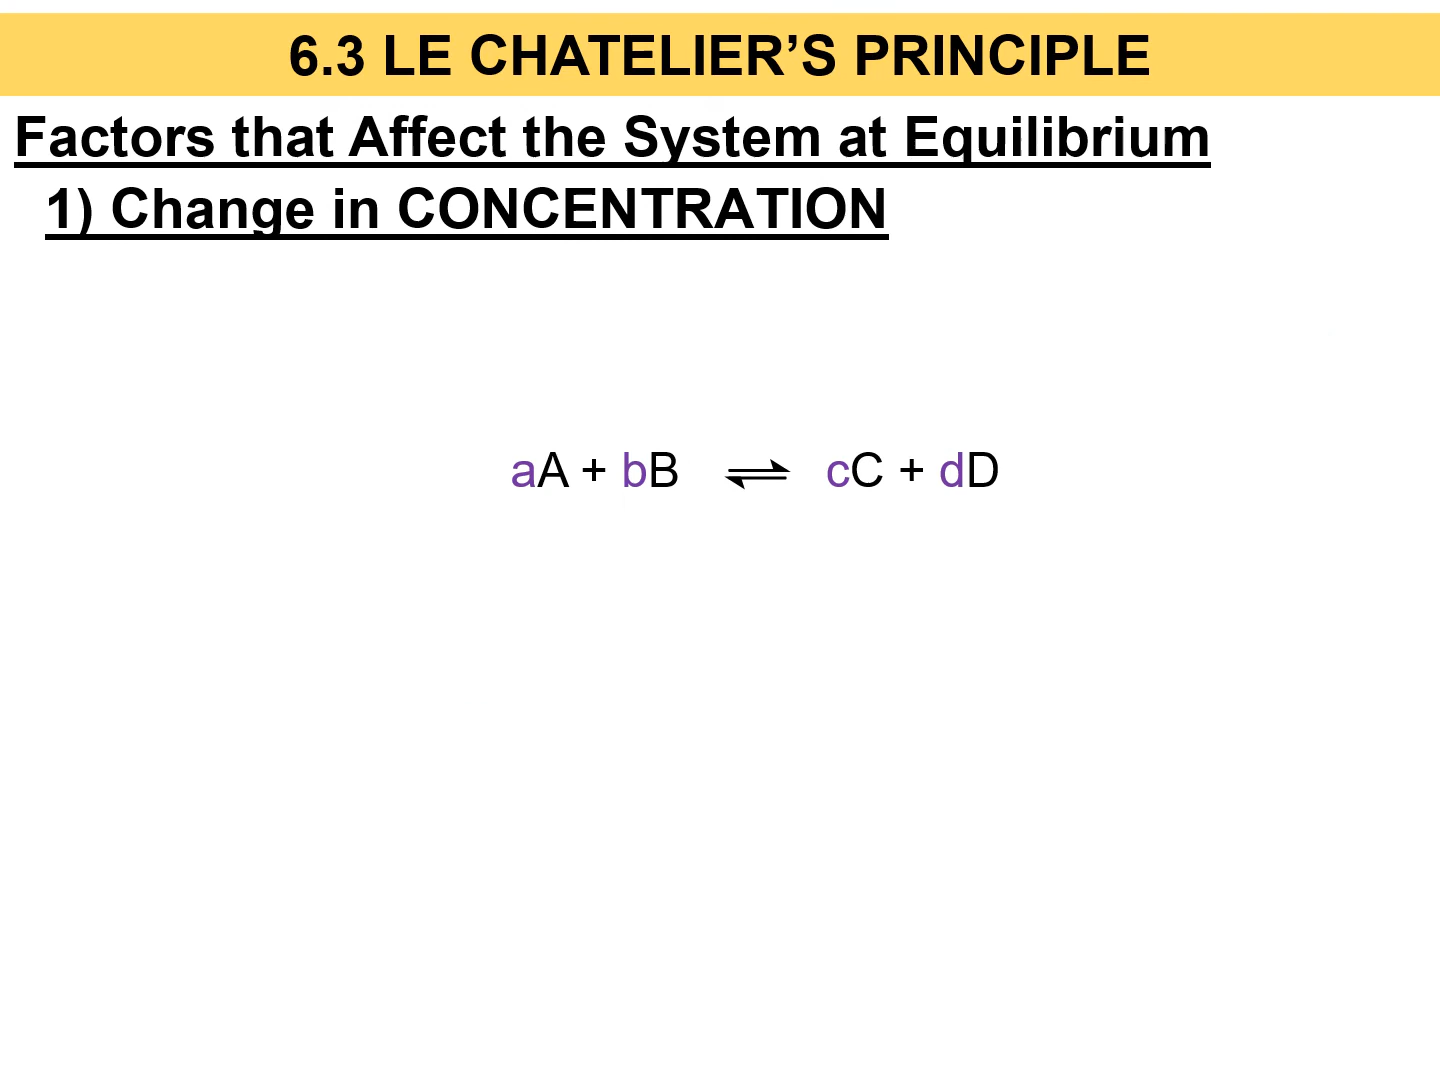 6.3 LE CHATELIER’S PRINCIPLE
Factors that Affect the System at Equilibrium
1) Change in CONCENTRATION
aA + bB ⇌ cC + dD